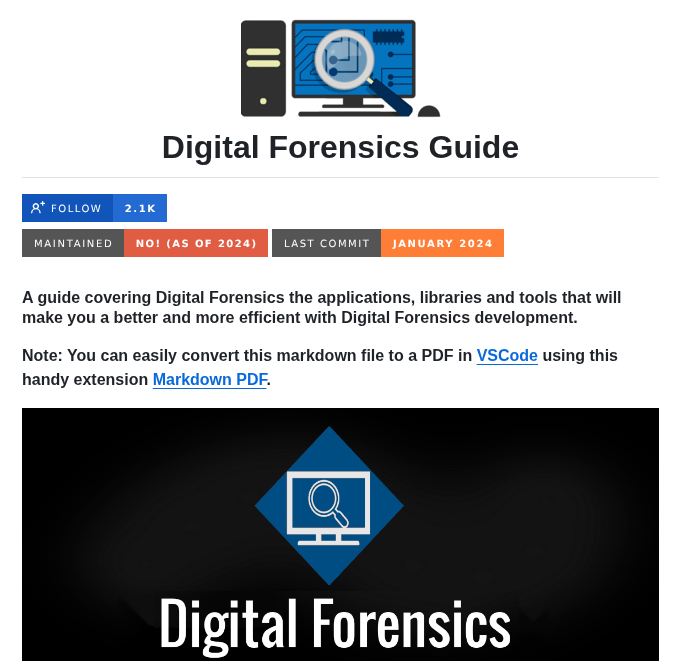 Digital Forensics Guide
FOLLOW 2.1K
MAINTAINED NO! (AS OF 2024) LAST COMMIT JANUARY 2024
A guide covering Digital Forensics the applications, libraries and tools that will
make you a better and more efficient with Digital Forensics development.
Note: You can easily convert this markdown file to a PDF in VSCode using this
handy extension Markdown PDF.
Digital Forensics